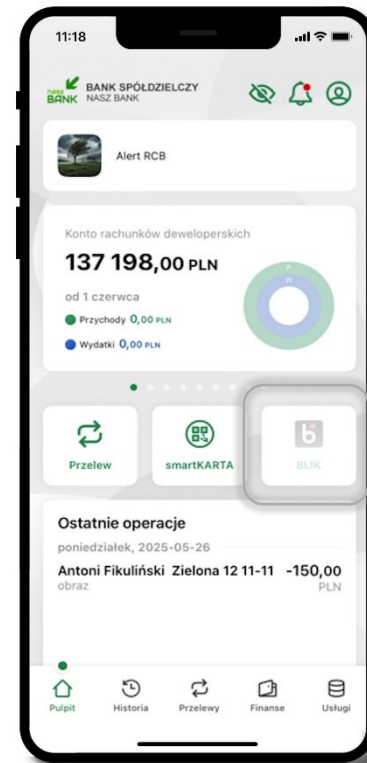 11:18
nasz
BANK
BANK SPÓŁDZIELCZY
NASZ BANK
Alert RCB
Konto rachunków deweloperskich
137 198,00 PLN
od 1 czerwca
Przychody 0,00 PLN
Wydatki 0,00 PLN
P
W
Przelew
smartKARTA
BLIK
Ostatnie operacje
poniedziałek, 2025-05-26
Antoni Fikuliński Zielona 12 11-11 -150,00
obraz PLN
Pulpit
Historia
Przelewy
Finanse
Usługi